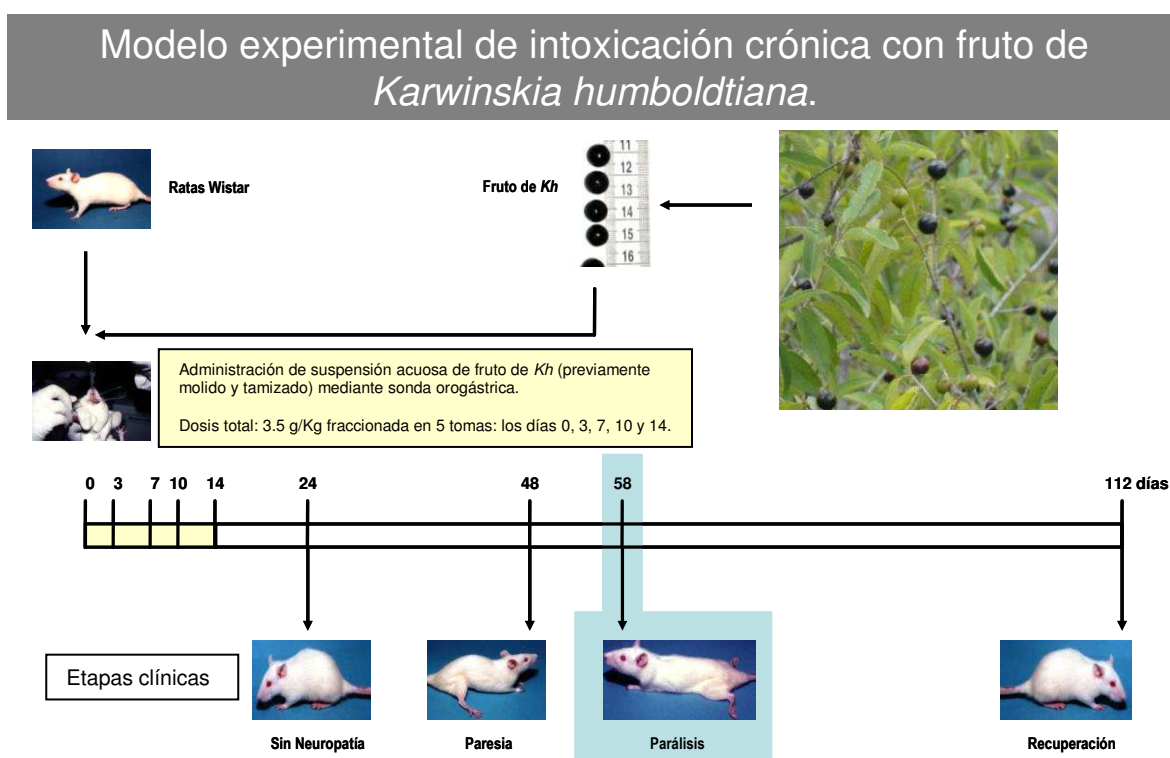 Modelo experimental de intoxicación crónica con fruto de
Karwinskia humboldtiana.
Ratas Wistar
Fruto de Kh
11
12
13
14
15
16
Administración de suspensión acuosa de fruto de Kh (previamente
molido y tamizado) mediante sonda orogástrica.
Dosis total: 3.5 g/Kg fraccionada en 5 tomas: los días 0, 3, 7, 10 y 14.
0 3 7 10 14 24 48 58 112 días
Etapas clínicas
Sin Neuropatía Paresia Parálisis Recuperación